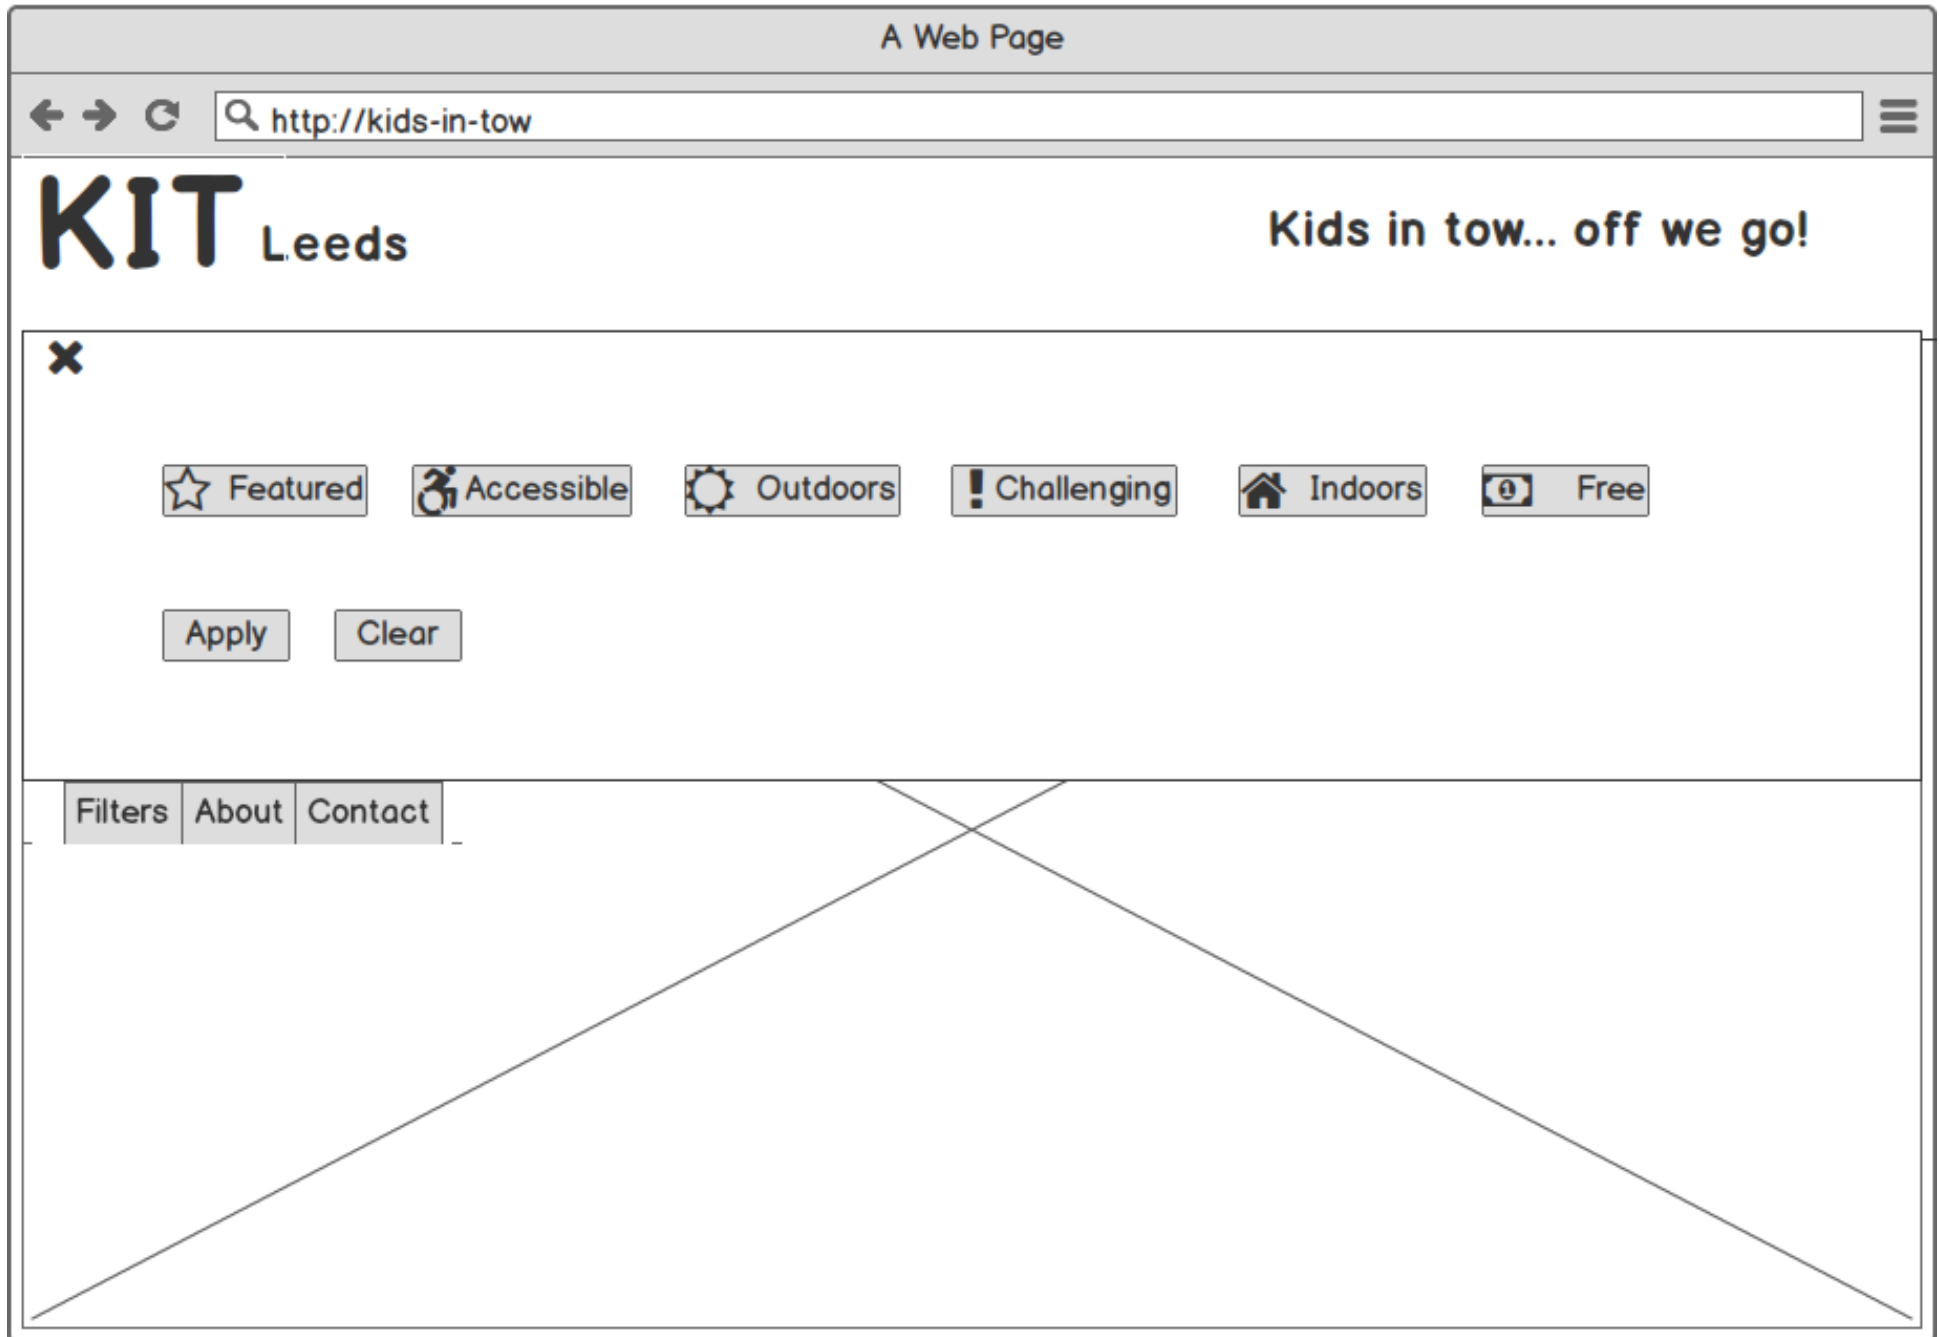 A Web Page
http://kids-in-tow
KIT Leeds
Kids in tow... off we go!
Featured Accessible Outdoors Challenging Indoors Free
Apply Clear
Filters About Contact